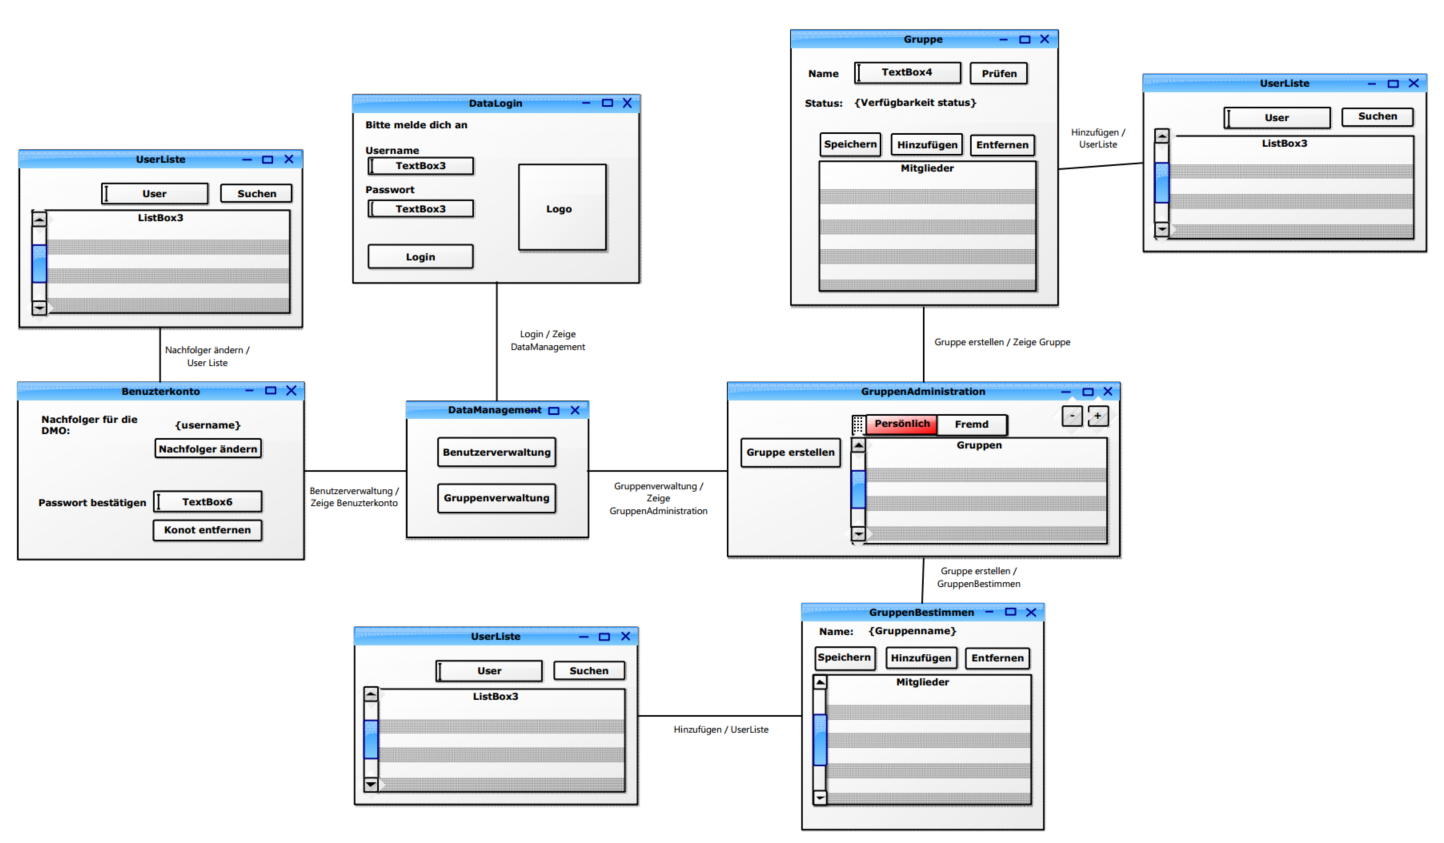 Gruppe
Name
TextBox4
Prüfen
Status: {Verfügbarkeit status}
Speichern
Hinzufügen
Entfernen
Mitglieder
Hinzufügen /
UserListe
UserListe
User
Suchen
ListBox3
DataLogin
Bitte melde dich an
Username
TextBox3
Passwort
TextBox3
Login
Logo
UserListe
User
Suchen
ListBox3
Nachfolger ändern /
User Liste
Login / Zeige
DataManagement
Gruppe erstellen / Zeige Gruppe
Benuzterkonto
Nachfolger für die
DMO:
{username}
Nachfolger ändern
Passwort bestätigen
TextBox6
Konot entfernen
Benutzerverwaltung /
Zeige Benuzterkonto
DataManagement
Benutzerverwaltung
Gruppenverwaltung
Gruppenverwaltung /
Zeige
GruppenAdministration
GruppenAdministration
Persönlich
Fremd
-
+
Gruppe erstellen
Gruppen
Gruppe erstellen /
GruppenBestimmen
GruppenBestimmen
Name: {Gruppenname}
Speichern
Hinzufügen
Entfernen
Mitglieder
Hinzufügen / UserListe
UserListe
User
Suchen
ListBox3